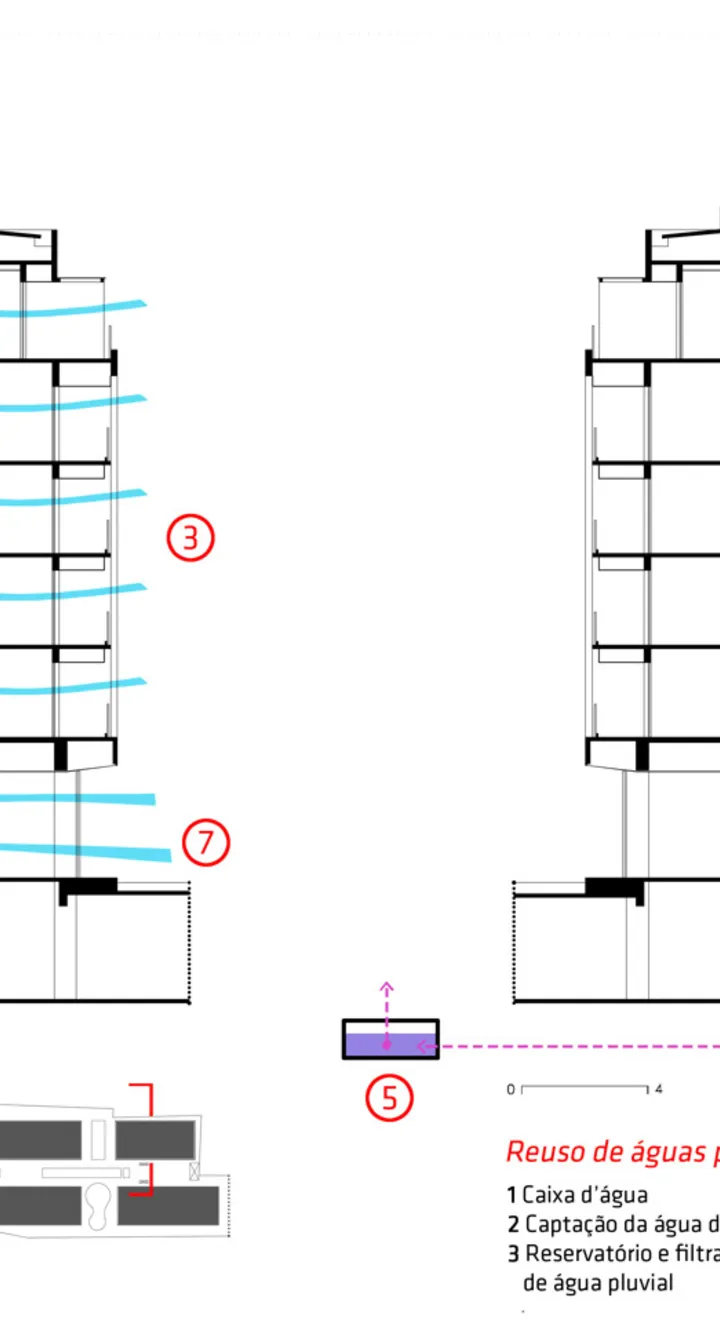 3
7
5
0 4
Reuso de águas
1 Caixa d'água
2 Captação da água
3 Reservatório e
de água pluvial